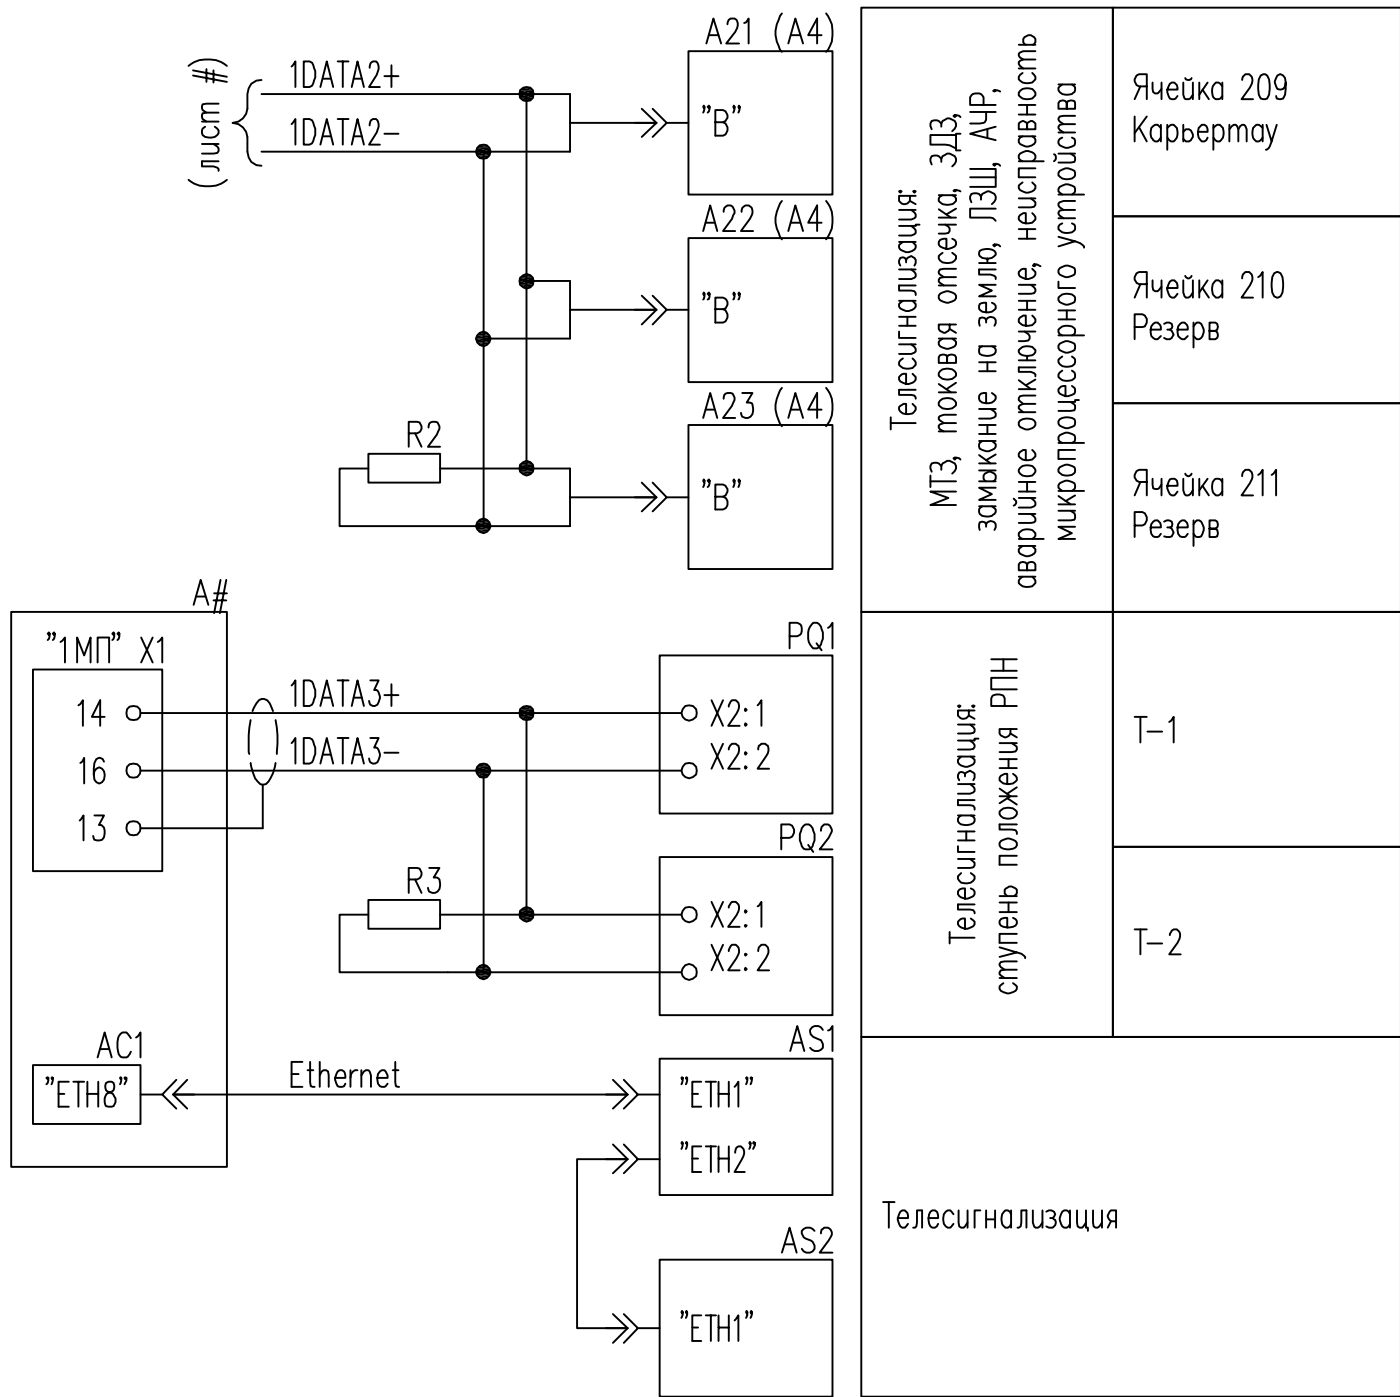 (лист #)
1DATA2+
1DATA2-
A21 (A4)
"B"
A22 (A4)
"B"
A23 (A4)
"B"
R2
Телесигнализация:
МТЗ, токовая отсечка, ЗДЗ,
замыкание на землю, ЛЗШ, АЧР,
аварийное отключение, неисправность
микропроцессорного устройства
Ячейка 209
Карьертау
Ячейка 210
Резерв
Ячейка 211
Резерв
A#
"1МП" X1
14
16
13
1DATA3+
1DATA3-
PQ1
X2:1
X2:2
PQ2
R3
X2:1
X2:2
Телесигнализация:
ступень положения РПН
Т-1
Т-2
AC1
"ETH8"
Ethernet
AS1
"ETH1"
"ETH2"
AS2
"ETH1"
Телесигнализация